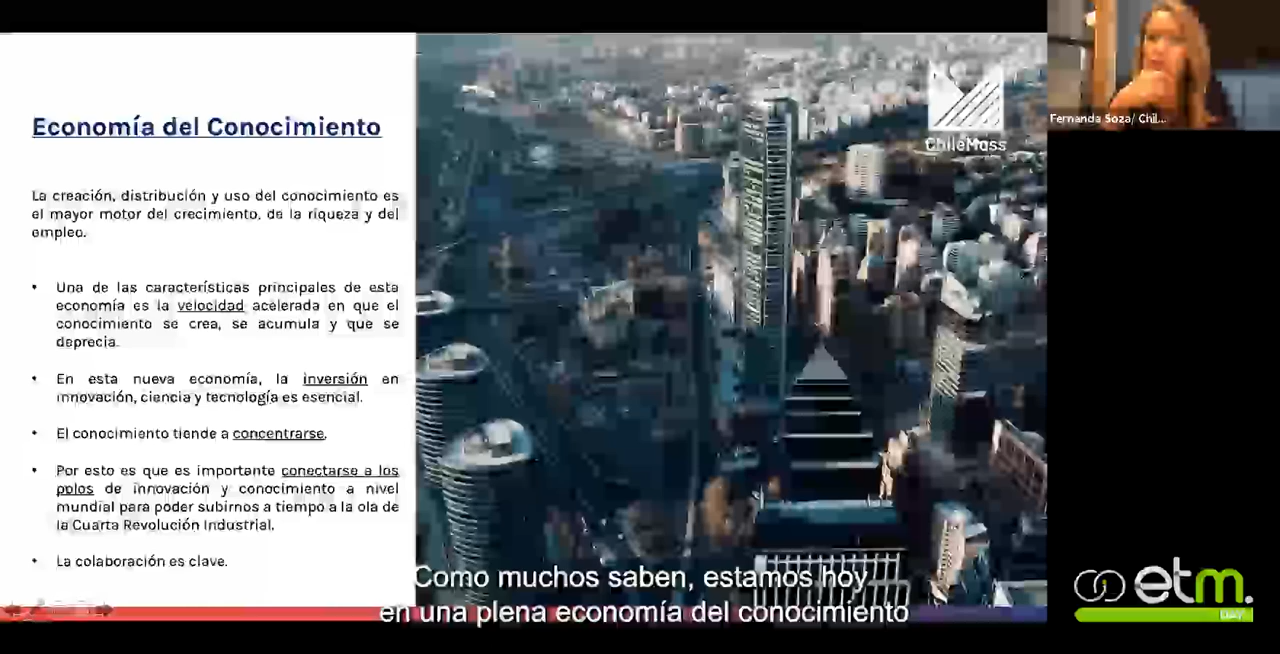 Economía del Conocimiento
La creación, distribución y uso del conocimiento es
el mayor motor del crecimiento, de la riqueza y del
empleo.
• Una de las características principales de esta
economía es la velocidad acelerada en que el
conocimiento se crea, se acumula y que se
deprecia.
• En esta nueva economía, la inversión en
innovación, ciencia y tecnología es esencial.
• El conocimiento tiende a concentrarse.
• Por esto es que es importante conectarse a los
polos de innovación y conocimiento a nivel
mundial para poder subirnos a tiempo a la ola de
la Cuarta Revolución Industrial.
• La colaboración es clave.
ChileMass
Fernanda Soza/ Chil...
Como muchos saben, estamos hoy
en una plena economía del conocimiento
etm.